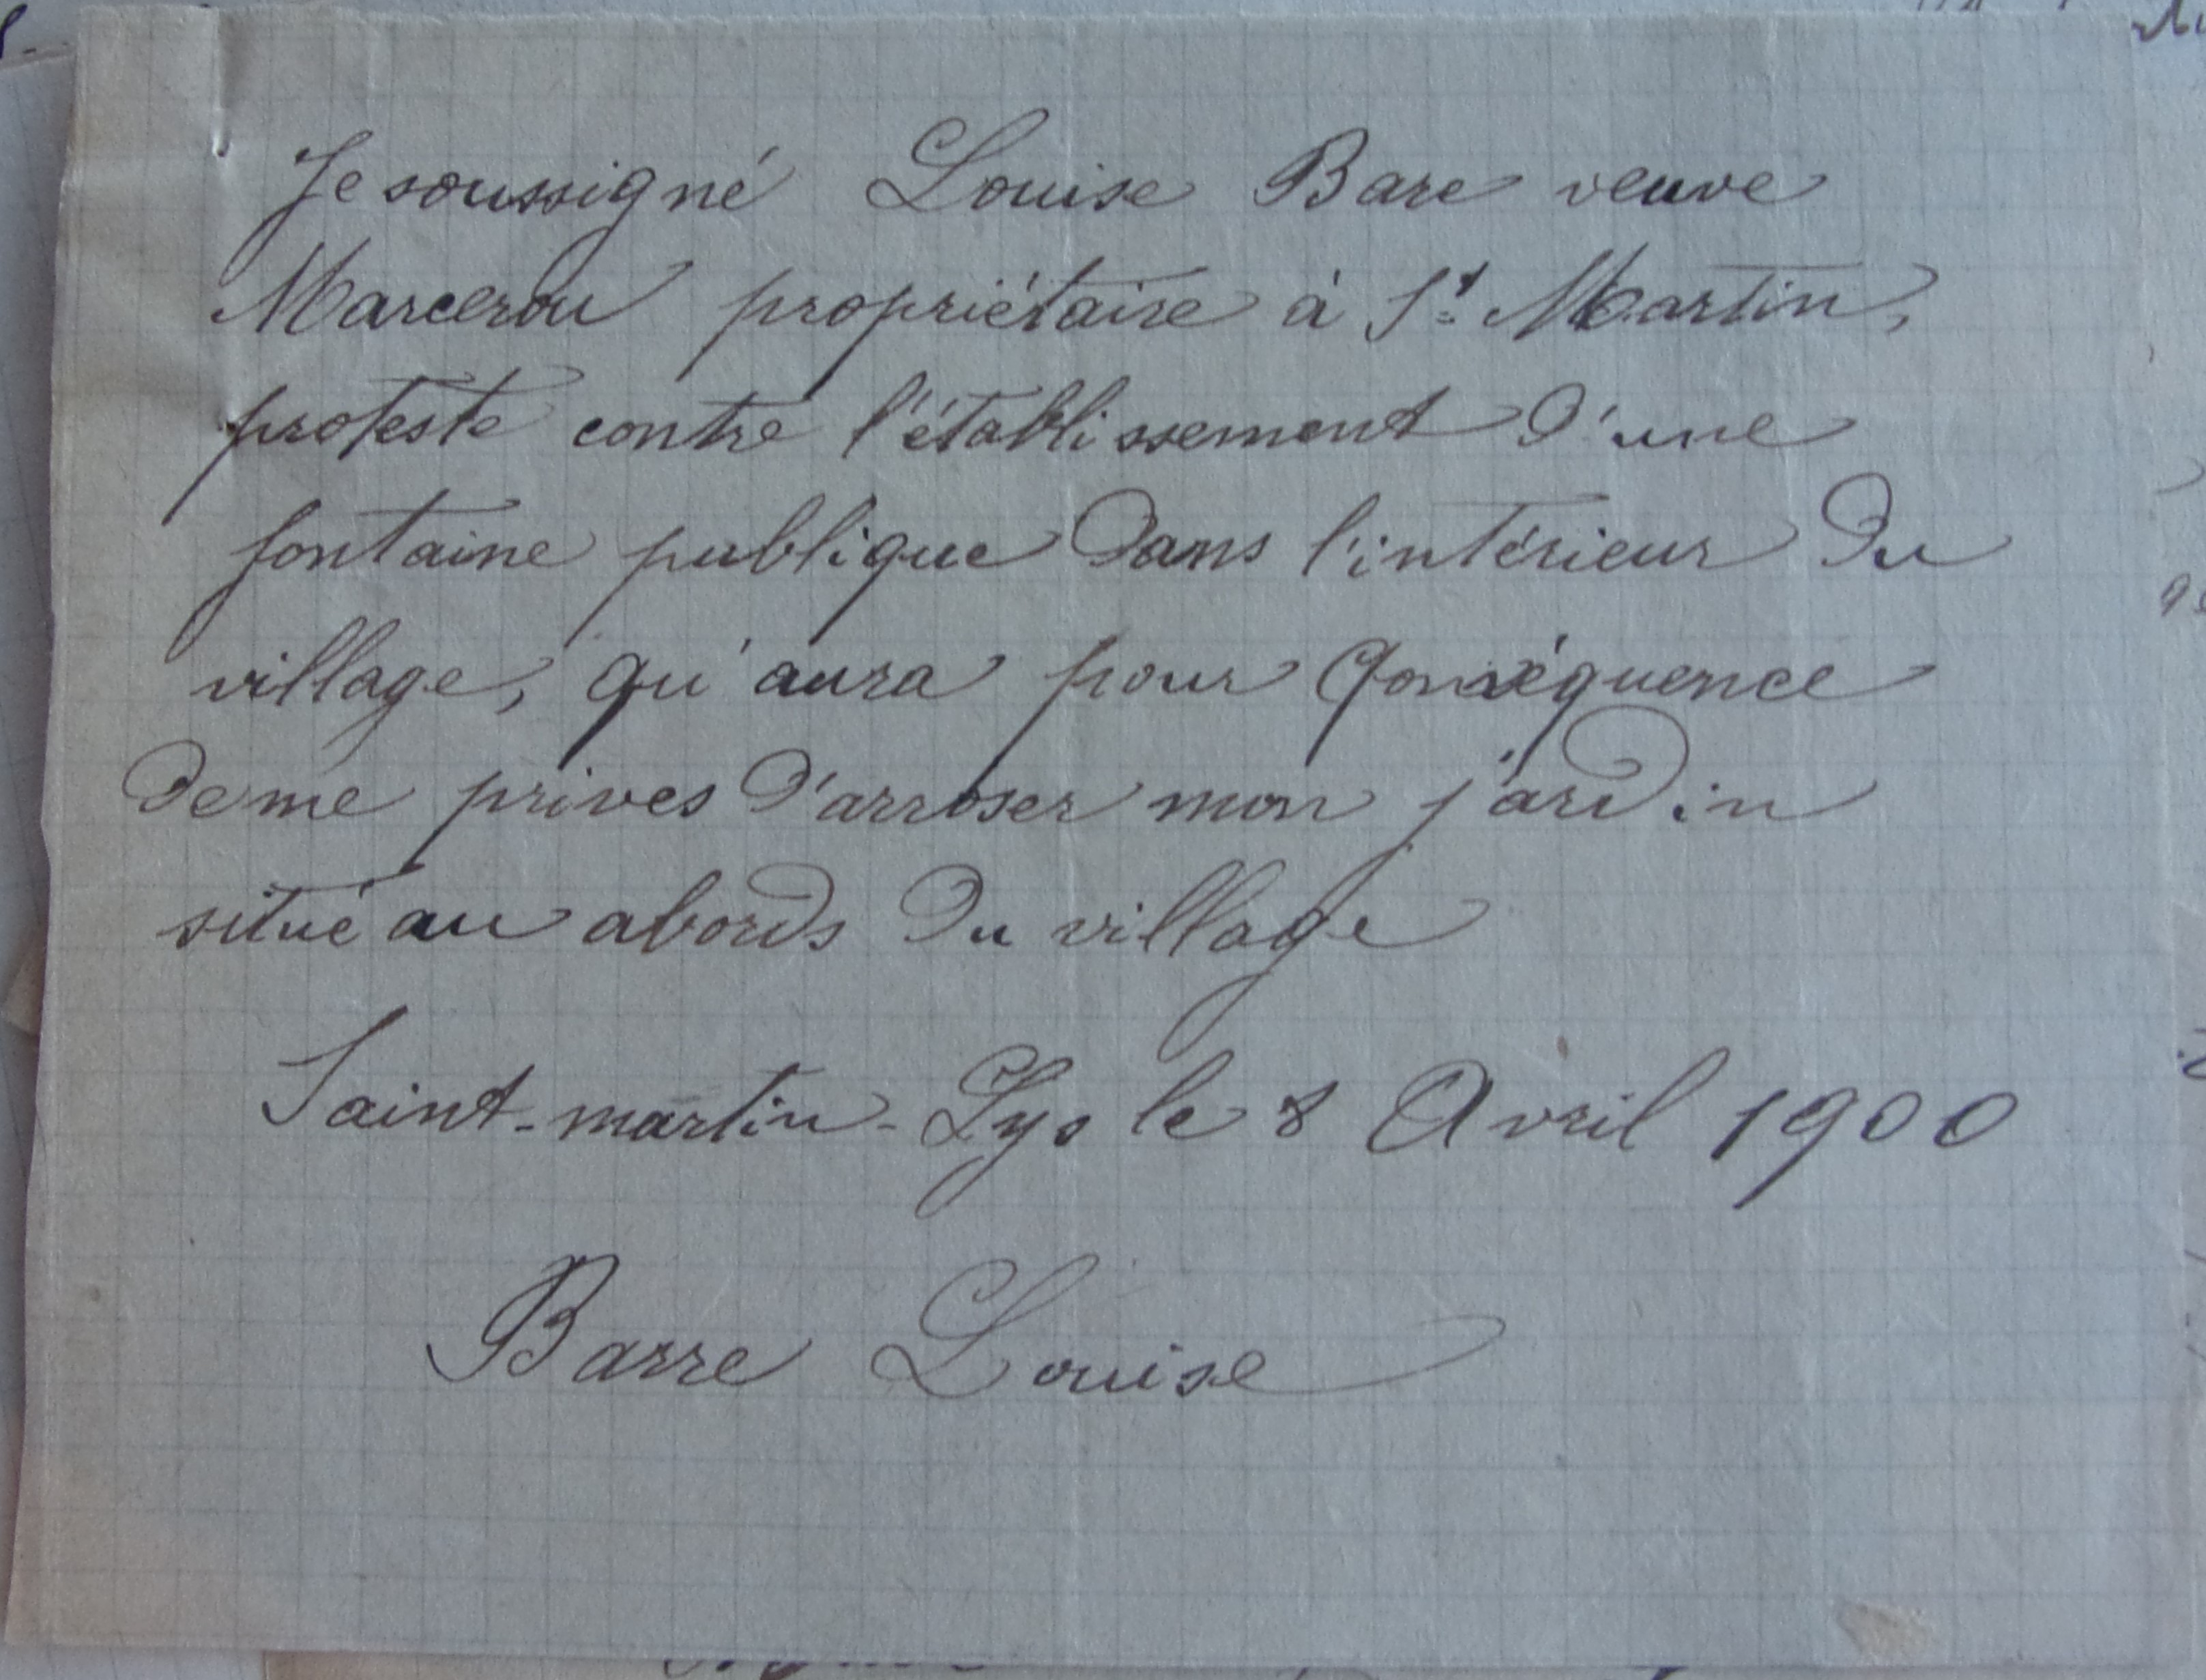 Je soussigné Louise Bare veuve
Marcerou propriétaire à St Martin,
proteste contre l'établissement d'une
fontaine publique dans l'intérieur du
village, qu'aura pour Conséquence
de me prives d'arroser mon jardin
situé au abords du village
Saint-martin-Lys le 8 Avril 1900
Barre Louise